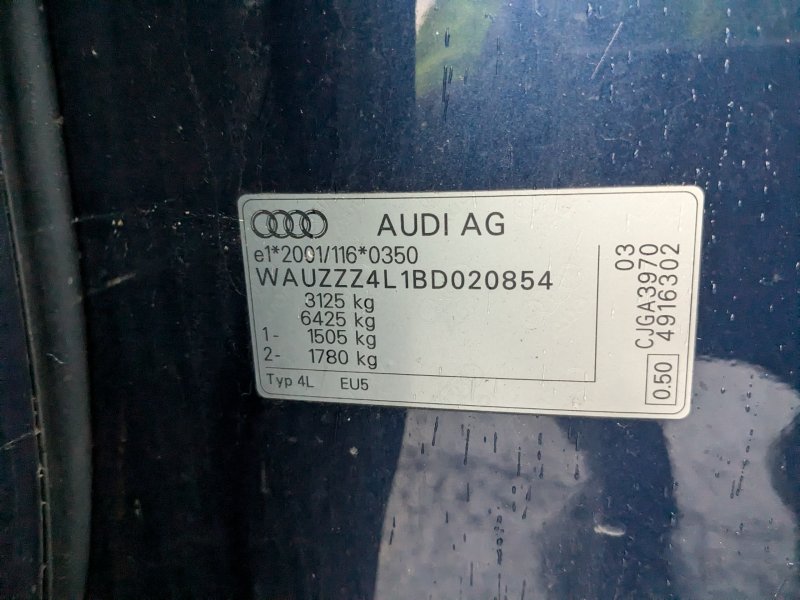 AUDI AG
e1*2001/116*0350
WAUZZZ4L1BD020854
3125 kg
6425 kg
1- 1505 kg
2- 1780 kg
Typ 4L EU5
03
CJGA3970
4916302
0.50